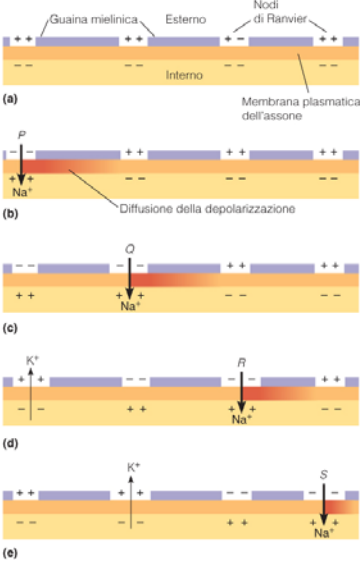 Guaina mielinica
Esterno
Nodi
di Ranvier
+ +
+ +
+ −
+ +
− −
− −
− −
− −
Interno
(a)
Membrana plasmatica
dell'assone
P
− −
+ +
+ +
+ +
+ +
− −
− −
− −
Na+
(b)
Diffusione della depolarizzazione
Q
− −
− −
+ +
+ +
+ +
+ +
− −
− −
Na+
(c)
K+
R
+ +
− −
− −
+ +
− −
+ +
+ +
− −
Na+
(d)
K+
S
+ +
+ +
− −
− −
− −
− −
+ +
+ +
Na+
(e)